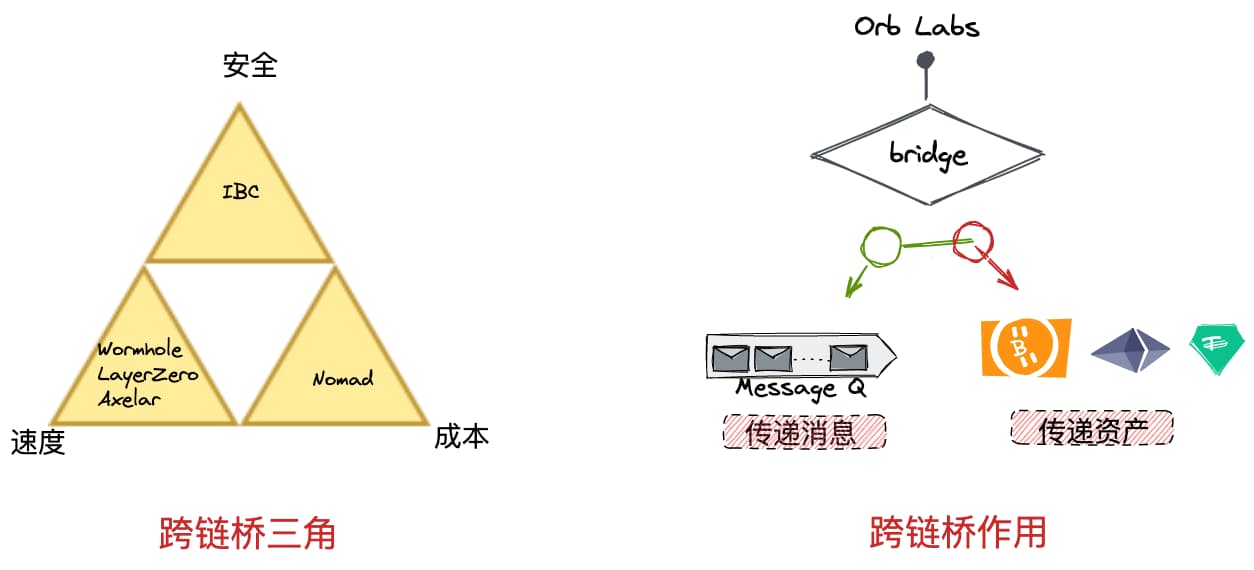 安全
IBC
Wormhole
LayerZero
Axelar
Nomad
速度
成本
跨链桥三角
Orb Labs
bridge
B
T
Message Q
传递消息
传递资产
跨链桥作用